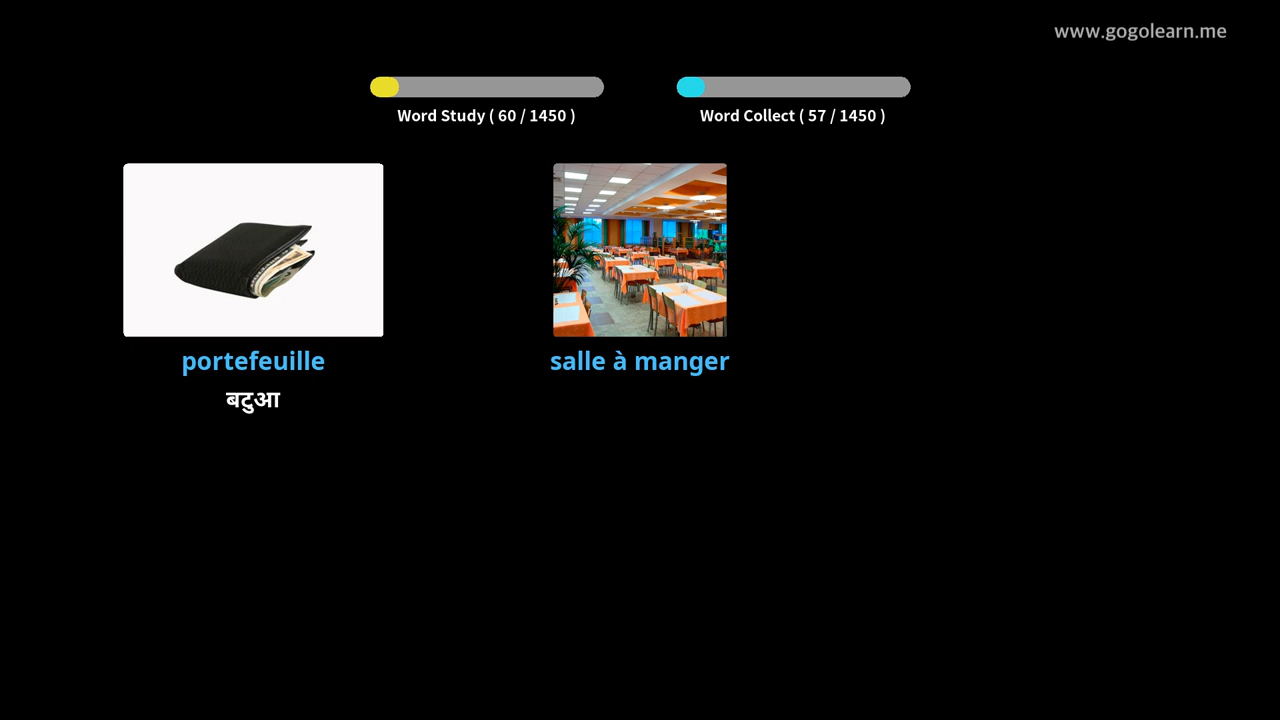 www.gogolearn.me
Word Study ( 60 / 1450 )
Word Collect ( 57 / 1450 )
portefeuille
salle à manger
बटुआ